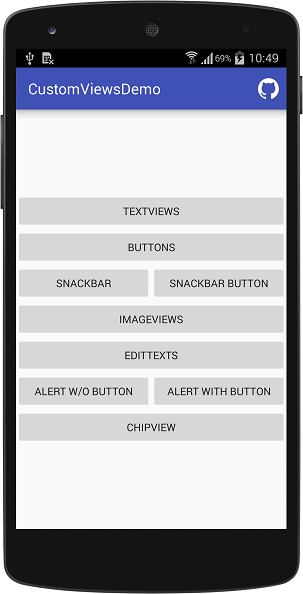 69% 10:49
CustomViewsDemo
TEXTVIEWS
BUTTONS
SNACKBAR SNACKBAR BUTTON
IMAGEVIEWS
EDITTEXTS
ALERT W/O BUTTON ALERT WITH BUTTON
CHIPVIEW